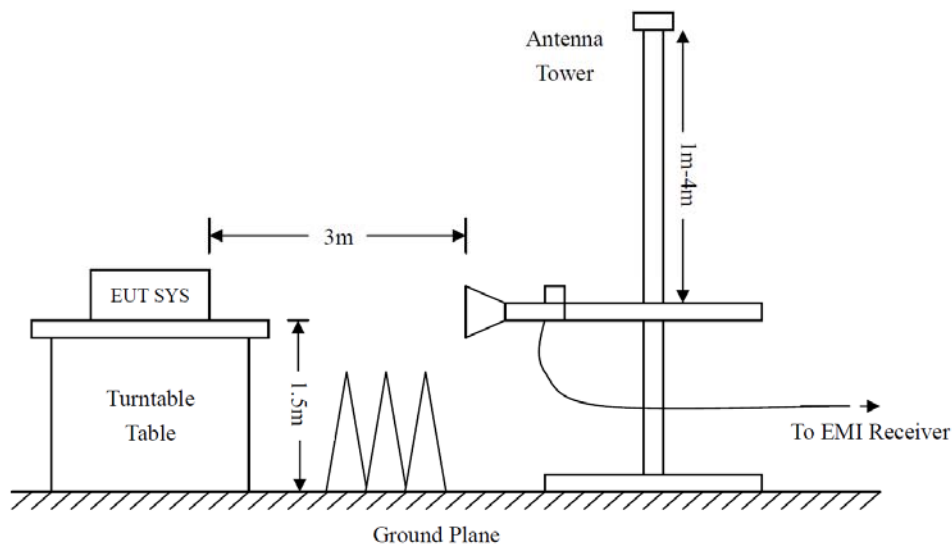 Antenna
Tower
1m-4m
3m
EUT SYS
1.5m
Turntable
Table
To EMI Receiver
Ground Plane